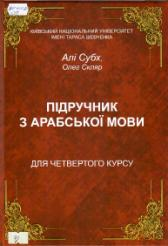 КИЇВСЬКИЙ НАЦІОНАЛЬНИЙ УНІВЕРСИТЕТ
ІМЕНІ ТАРАСА ШЕВЧЕНКА
Алі Субх,
Олег Скляр
ПІДРУЧНИК
З АРАБСЬКОЇ МОВИ
ДЛЯ ЧЕТВЕРТОГО КУРСУ